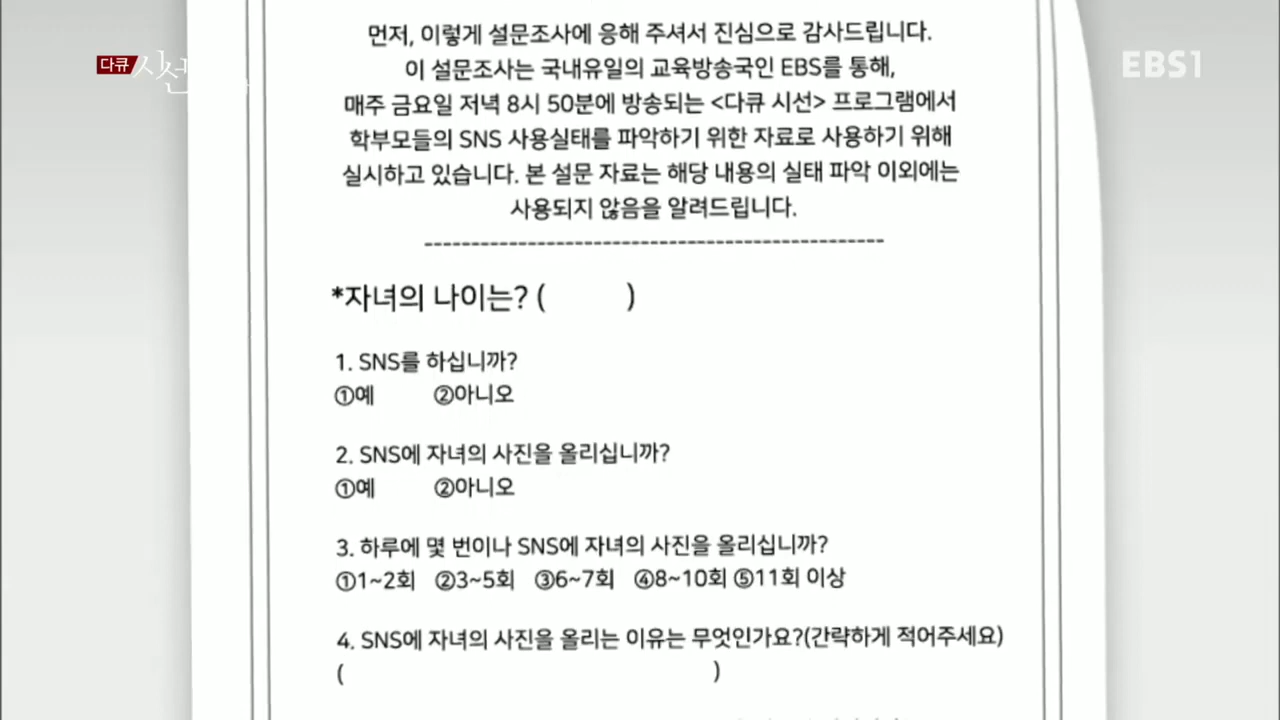 다큐
시선
EBS1
먼저, 이렇게 설문조사에 응해 주셔서 진심으로 감사드립니다.
이 설문조사는 국내유일의 교육방송국인 EBS를 통해,
매주 금요일 저녁 8시 50분에 방송되는 <다큐 시선> 프로그램에서
학부모들의 SNS 사용실태를 파악하기 위한 자료로 사용하기 위해
실시하고 있습니다. 본 설문 자료는 해당 내용의 실태 파악 이외에는
사용되지 않음을 알려드립니다.
-------------------------------------------------
*자녀의 나이는? (          )
1. SNS를 하십니까?
①예          ②아니오
2. SNS에 자녀의 사진을 올리십니까?
①예          ②아니오
3. 하루에 몇 번이나 SNS에 자녀의 사진을 올리십니까?
①1~2회   ②3~5회   ③6~7회   ④8~10회 ⑤11회 이상
4. SNS에 자녀의 사진을 올리는 이유는 무엇인가요?(간략하게 적어주세요)
(                                                                )